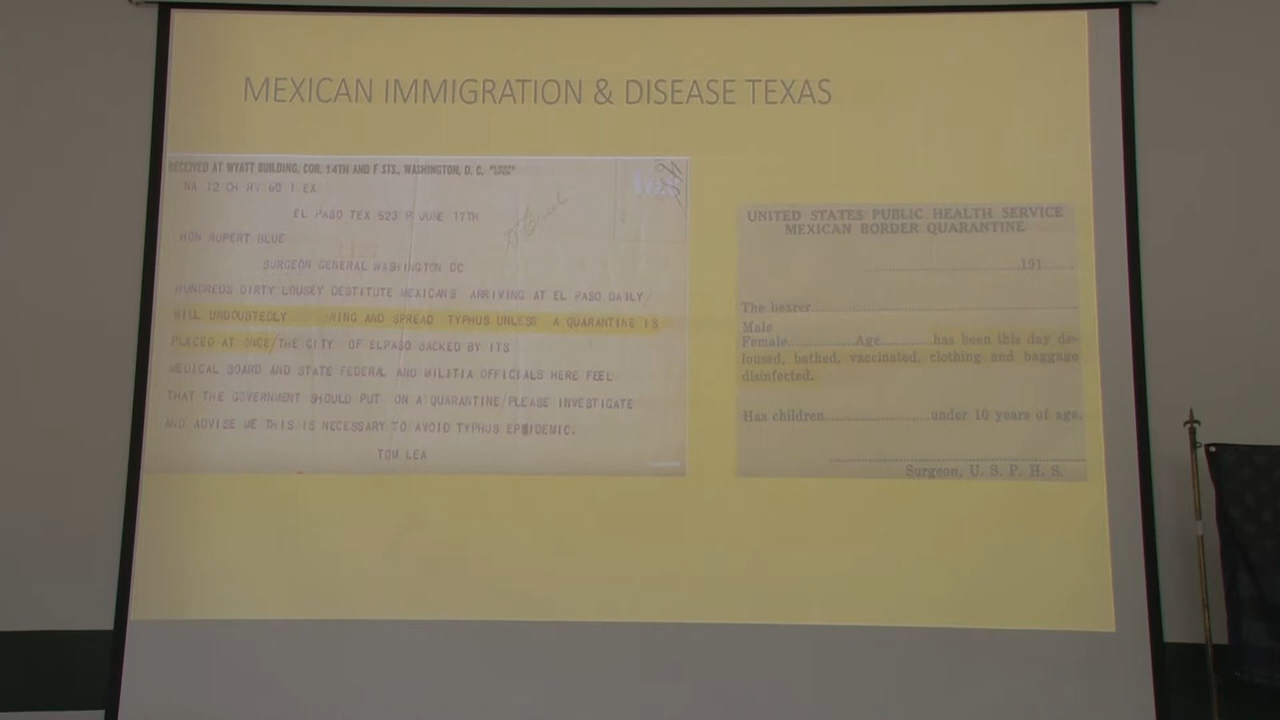 MEXICAN IMMIGRATION & DISEASE TEXAS
RECEIVED AT WYATT BUILDING, COR. 14TH AND F STS., WASHINGTON, D. C. ALWAYS OPEN
EL PASO TEX 523 P JUNE 17TH
HON RUPERT BLUE
SURGEON GENERAL WASHINGTON DC
HUNDREDS DIRTY LOUSEY DESTITUTE MEXICANS ARRIVING AT EL PASO DAILY/
WILL UNDOUBTEDLY RING AND SPREAD TYPHUS UNLESS A QUARANTINE IS
PLACED AT ONCE/THE CITY OF ELPASO BACKED BY ITS
MEDICAL BOARD AND STATE FEDERAL AND MILITIA OFFICIALS HERE FEEL
THAT THE GOVERNMENT SHOULD PUT ON A QUARANTINE/PLEASE INVESTIGATE
AND ADVISE ME THIS IS NECESSARY TO AVOID TYPHUS
TOM LEA
UNITED STATES PUBLIC HEALTH SERVICE
MEXICAN BORDER QUARANTINE
191
The bearer
Male
Female Age has been this day de-
loused, bathed, vaccinated, clothing and baggage
disinfected.
Has children under 10 years of age.
Surgeon, U. S. P. H. S.